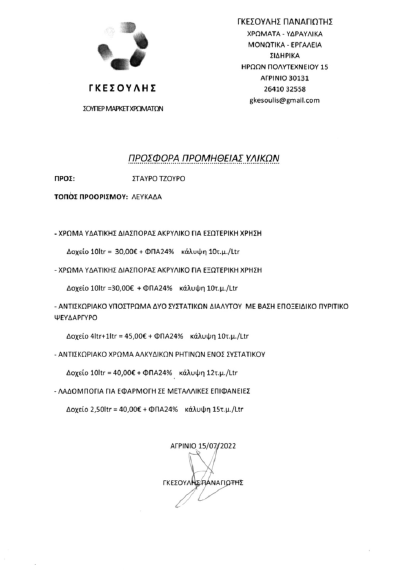 ΓΚΕΣΟΥΛΗΣ
ΣΟΥΠΕΡ ΜΑΡΚΕΤ ΧΡΩΜΑΤΩΝ
ΓΚΕΣΟΥΛΗΣ ΠΑΝΑΓΙΩΤΗΣ
ΧΡΩΜΑΤΑ - ΥΔΡΑΥΛΙΚΑ
ΜΟΝΩΤΙΚΑ - ΕΡΓΑΛΕΙΑ
ΣΙΔΗΡΙΚΑ
ΗΡΩΩΝ ΠΟΛΥΤΕΧΝΕΙΟΥ 15
ΑΓΡΙΝΙΟ 30131
26410 32558
gkesoulis@gmail.com
ΠΡΟΣΦΟΡΑ ΠΡΟΜΗΘΕΙΑΣ ΥΛΙΚΩΝ
ΠΡΟΣ: ΣΤΑΥΡΟ ΤΖΟΥΡΟ
ΤΟΠΟΣ ΠΡΟΟΡΙΣΜΟΥ: ΛΕΥΚΑΔΑ
- ΧΡΩΜΑ ΥΔΑΤΙΚΗΣ ΔΙΑΣΠΟΡΑΣ ΑΚΡΥΛΙΚΟ ΓΙΑ ΕΣΩΤΕΡΙΚΗ ΧΡΗΣΗ
Δοχείο 10ltr = 30,00€ + ΦΠΑ24% κάλυψη 10τ.μ./Ltr
- ΧΡΩΜΑ ΥΔΑΤΙΚΗΣ ΔΙΑΣΠΟΡΑΣ ΑΚΡΥΛΙΚΟ ΓΙΑ ΕΞΩΤΕΡΙΚΗ ΧΡΗΣΗ
Δοχείο 10ltr =30,00€ + ΦΠΑ24% κάλυψη 10τ.μ./Ltr
- ΑΝΤΙΣΚΩΡΙΑΚΟ ΥΠΟΣΤΡΩΜΑ ΔΥΟ ΣΥΣΤΑΤΙΚΩΝ ΔΙΑΛΥΤΟΥ ΜΕ ΒΑΣΗ ΕΠΟΞΕΙΔΙΚΟ ΠΥΡΙΤΙΚΟ
ΨΕΥΔΑΡΓΥΡΟ
Δοχείο 4ltr+1ltr = 45,00€ + ΦΠΑ24% κάλυψη 10τ.μ./Ltr
- ΑΝΤΙΣΚΩΡΙΑΚΟ ΧΡΩΜΑ ΑΛΚΥΔΙΚΩΝ ΡΗΤΙΝΩΝ ΕΝΟΣ ΣΥΣΤΑΤΙΚΟΥ
Δοχείο 10ltr = 40,00€ + ΦΠΑ24% κάλυψη 12τ.μ./Ltr
- ΛΑΔΟΜΠΟΓΙΑ ΓΙΑ ΕΦΑΡΜΟΓΗ ΣΕ ΜΕΤΑΛΛΙΚΕΣ ΕΠΙΦΑΝΕΙΕΣ
Δοχείο 2,50ltr = 40,00€ + ΦΠΑ24% κάλυψη 15τ.μ./Ltr
ΑΓΡΙΝΙΟ 15/07/2022
ΓΚΕΣΟΥΛΗΣ ΠΑΝΑΓΙΩΤΗΣ